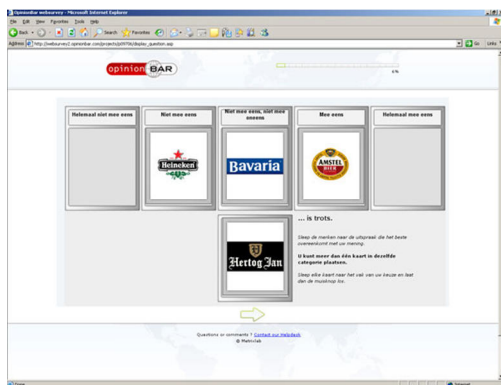 OpinionBar websurvey - Microsoft Internet Explorer
File Edit View Favorites Tools Help
Back Search Favorites
Address http://websurvey2.opinionbar.com/projects/p09706/display_question.asp Go Links
opinion BAR
6%
Helemaal niet mee eens
Niet mee eens
Niet mee eens, niet mee oneens
Mee eens
Helemaal mee eens
Heineken
Bavaria
AMSTEL
BIER
Hertog Jan
... is trots.
Sleep de merken naar de uitspraak die het beste
overeenkomt met uw mening.
U kunt meer dan één kaart in dezelfde
categorie plaatsen.
Sleep elke kaart naar het vak van uw keuze en laat
dan de muisknop los.
Questions or comments ? Contact our Helpdesk
© Metrixlab
Done
Internet